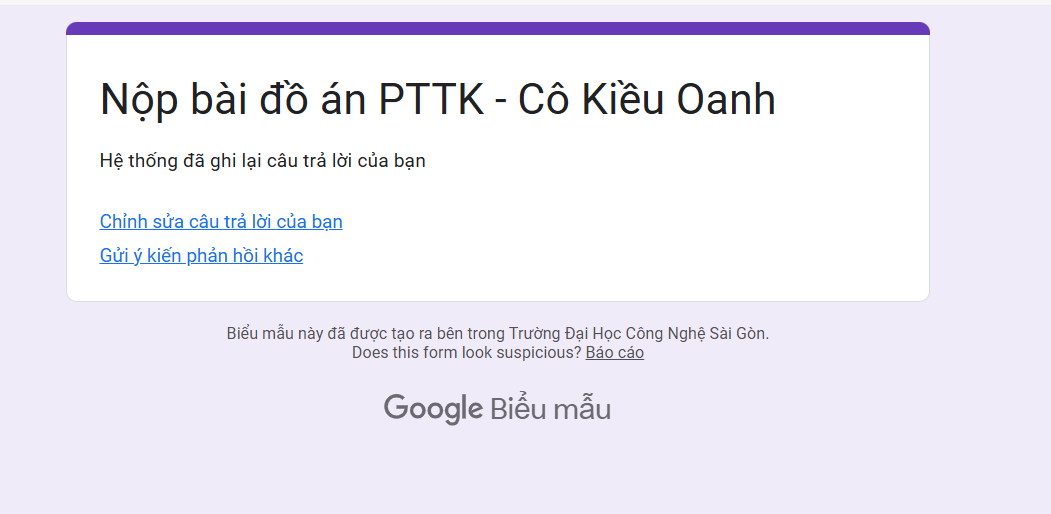 Nộp bài đồ án PTTK - Cô Kiều Oanh
Hệ thống đã ghi lại câu trả lời của bạn
Chỉnh sửa câu trả lời của bạn
Gửi ý kiến phản hồi khác
Biểu mẫu này đã được tạo ra bên trong Trường Đại Học Công Nghệ Sài Gòn.
Does this form look suspicious? Báo cáo
Google Biểu mẫu